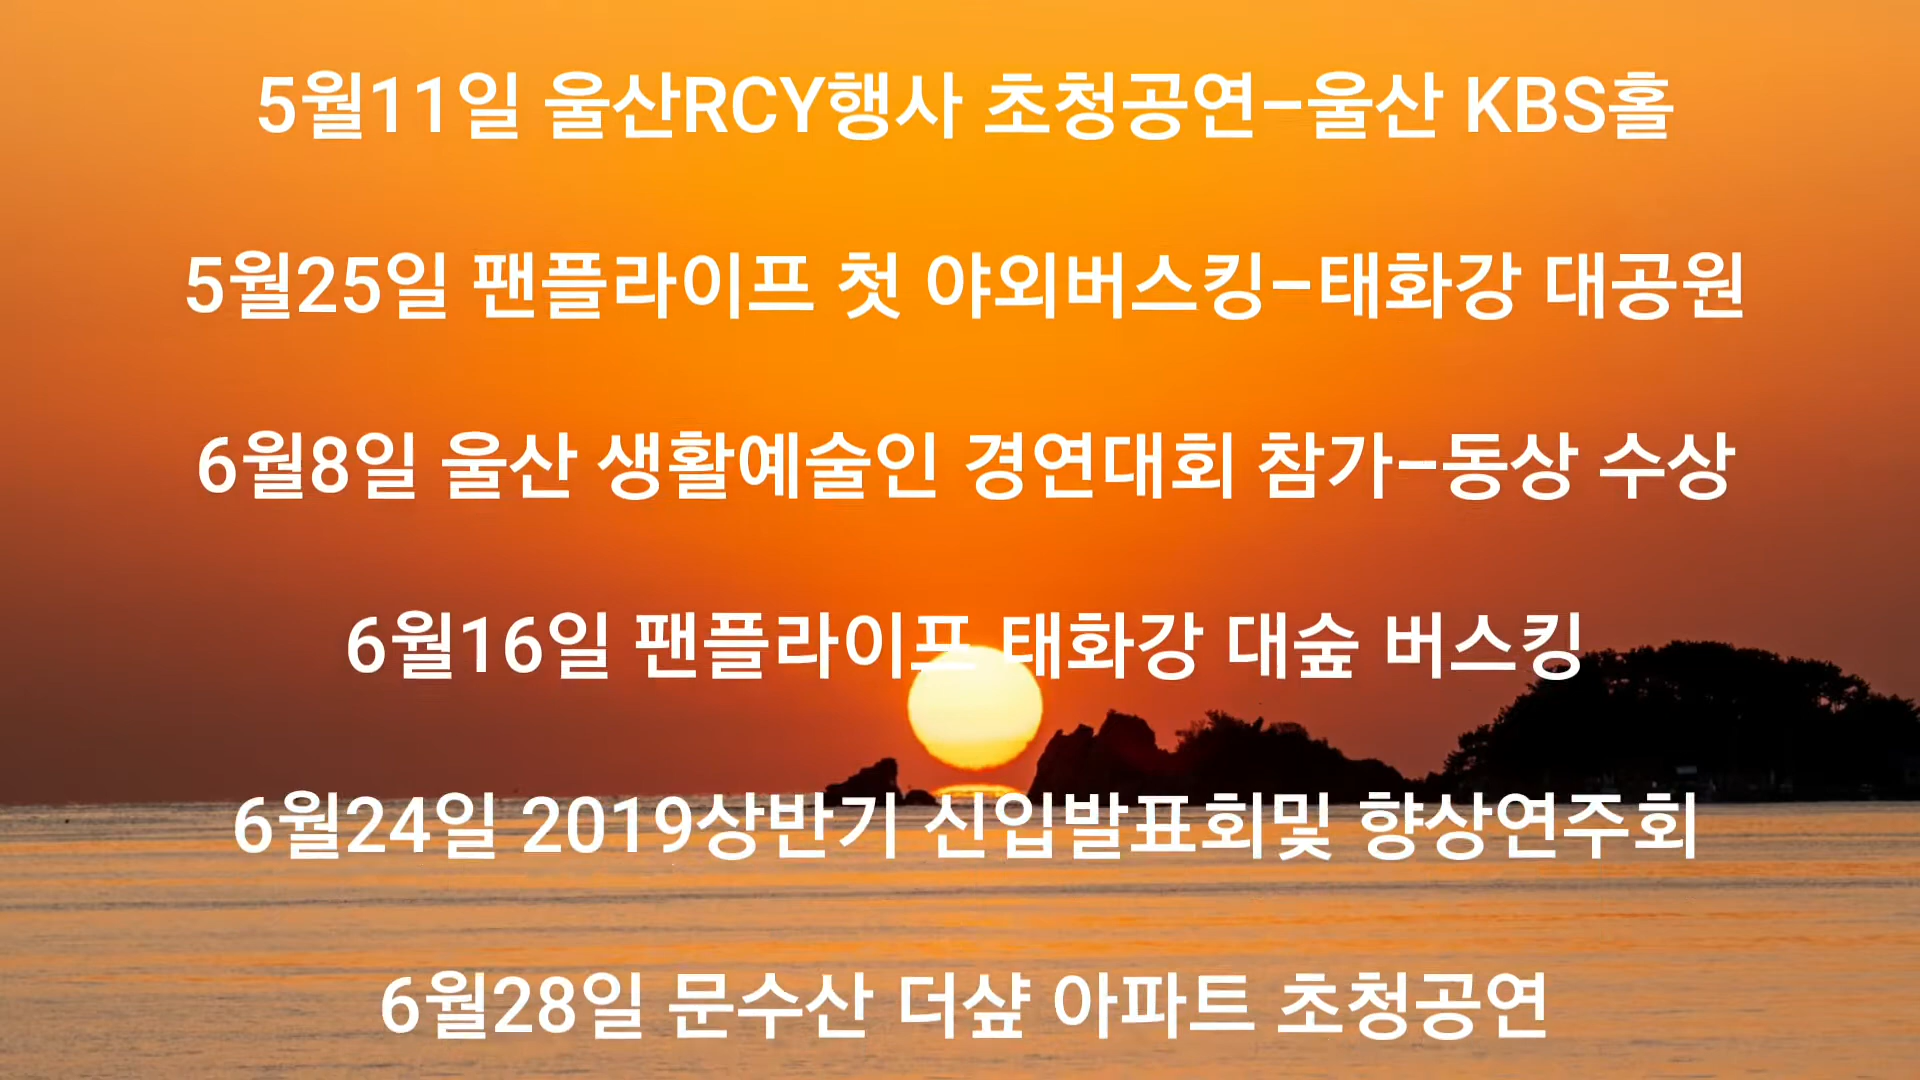 5월11일 울산RCY행사 초청공연-울산 KBS홀
5월25일 팬플라이프 첫 야외버스킹-태화강 대공원
6월8일 울산 생활예술인 경연대회 참가-동상 수상
6월16일 팬플라이프 태화강 대숲 버스킹
6월24일 2019상반기 신입발표회및 향상연주회
6월28일 문수산 더샾 아파트 초청공연